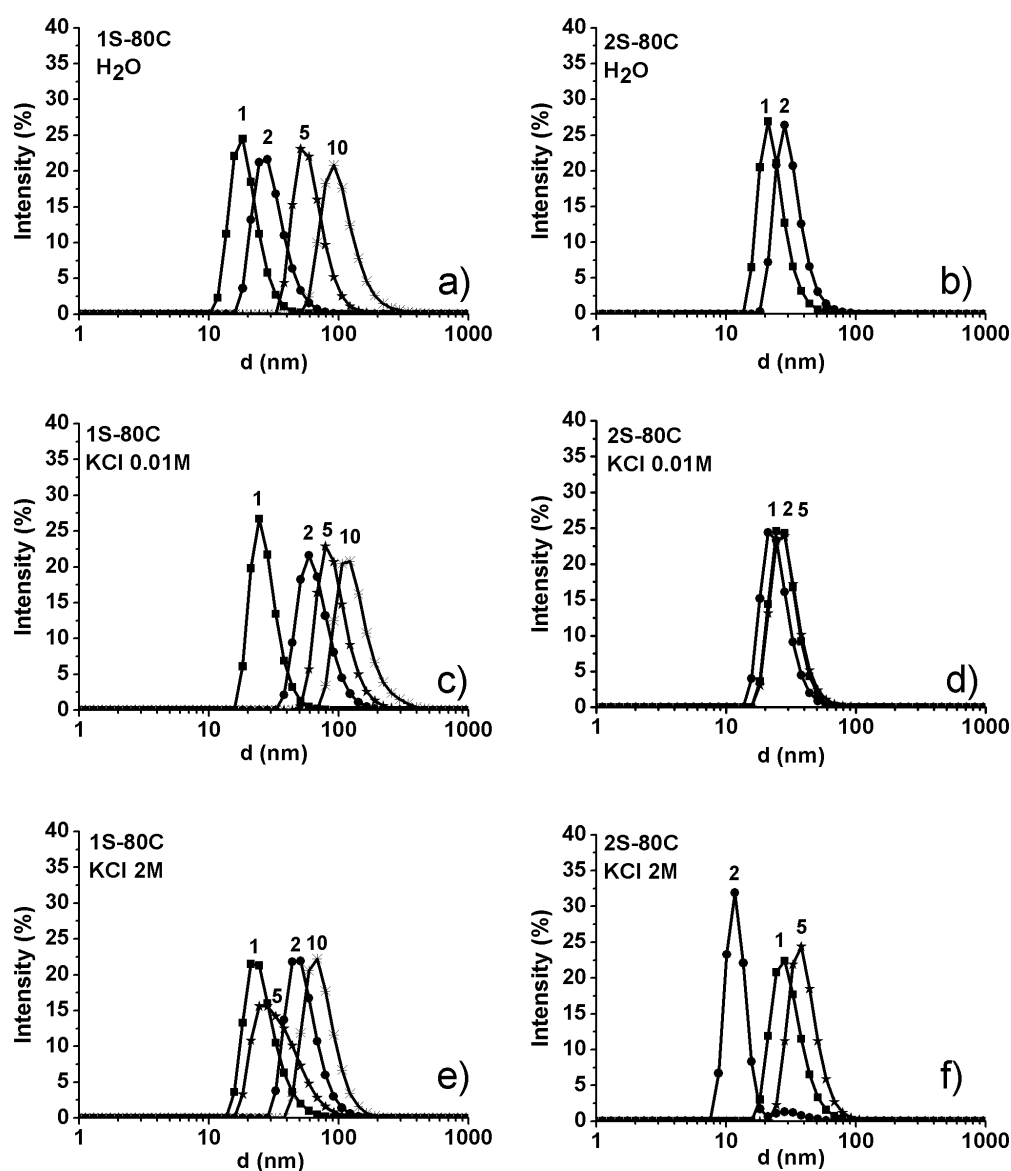 1S-80C
H2O
1
2
5
10
Intensity (%)
40
35
30
25
20
15
10
5
0
1 10 100 1000
d (nm)
a)
2S-80C
H2O
1 2
Intensity (%)
40
35
30
25
20
15
10
5
0
1 10 100 1000
d (nm)
b)
1S-80C
KCl 0.01M
1
2
5
10
Intensity (%)
40
35
30
25
20
15
10
5
0
1 10 100 1000
d (nm)
c)
2S-80C
KCl 0.01M
1 2 5
Intensity (%)
40
35
30
25
20
15
10
5
0
1 10 100 1000
d (nm)
d)
1S-80C
KCl 2M
1
5
2
10
Intensity (%)
40
35
30
25
20
15
10
5
0
1 10 100 1000
d (nm)
e)
2S-80C
KCl 2M
2
1
5
Intensity (%)
40
35
30
25
20
15
10
5
0
1 10 100 1000
d (nm)
f)